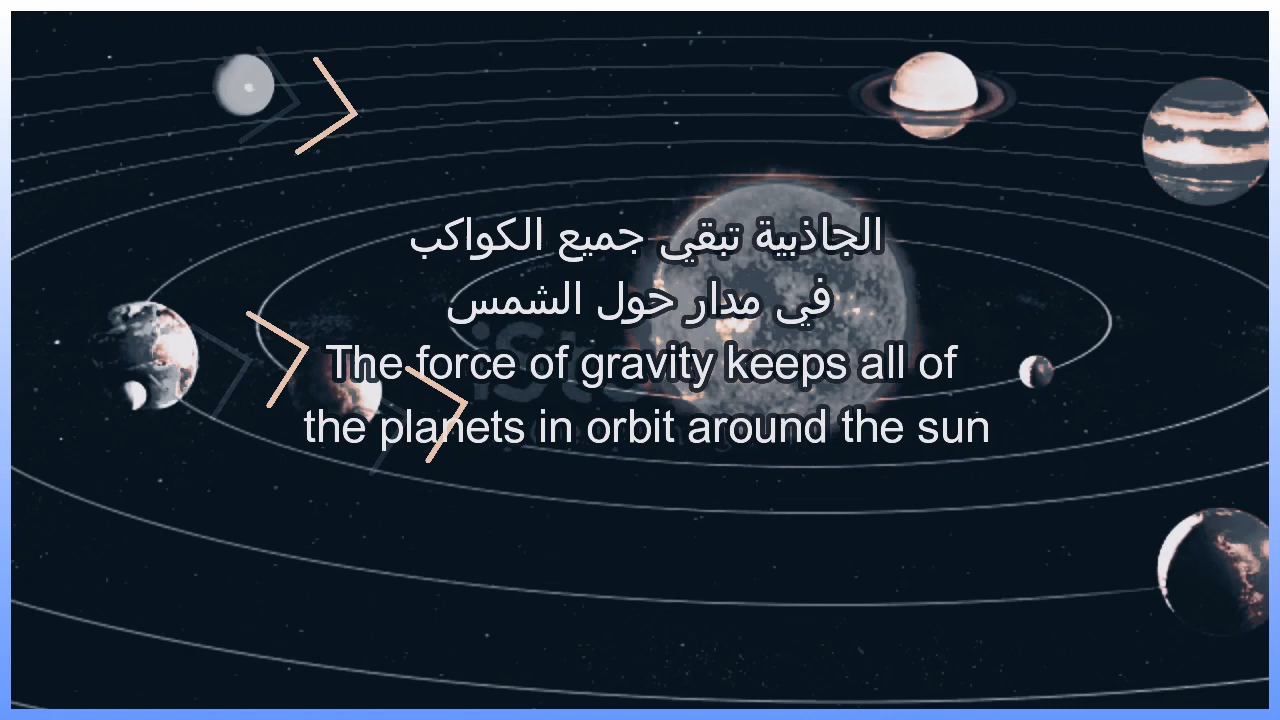 الجاذبية تبقي جميع الكواكب
في مدار حول الشمس
The force of gravity keeps all of
the planets in orbit around the sun